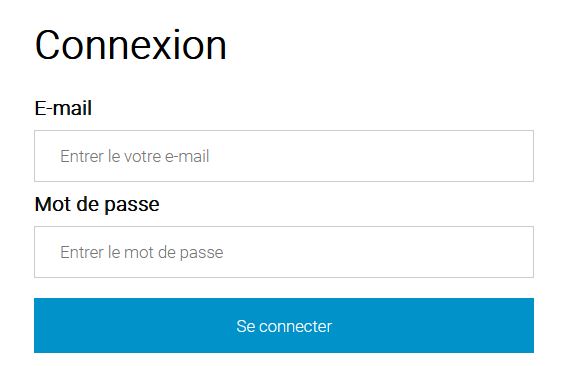 Connexion
E-mail
Entrer le votre e-mail
Mot de passe
Entrer le mot de passe
Se connecter